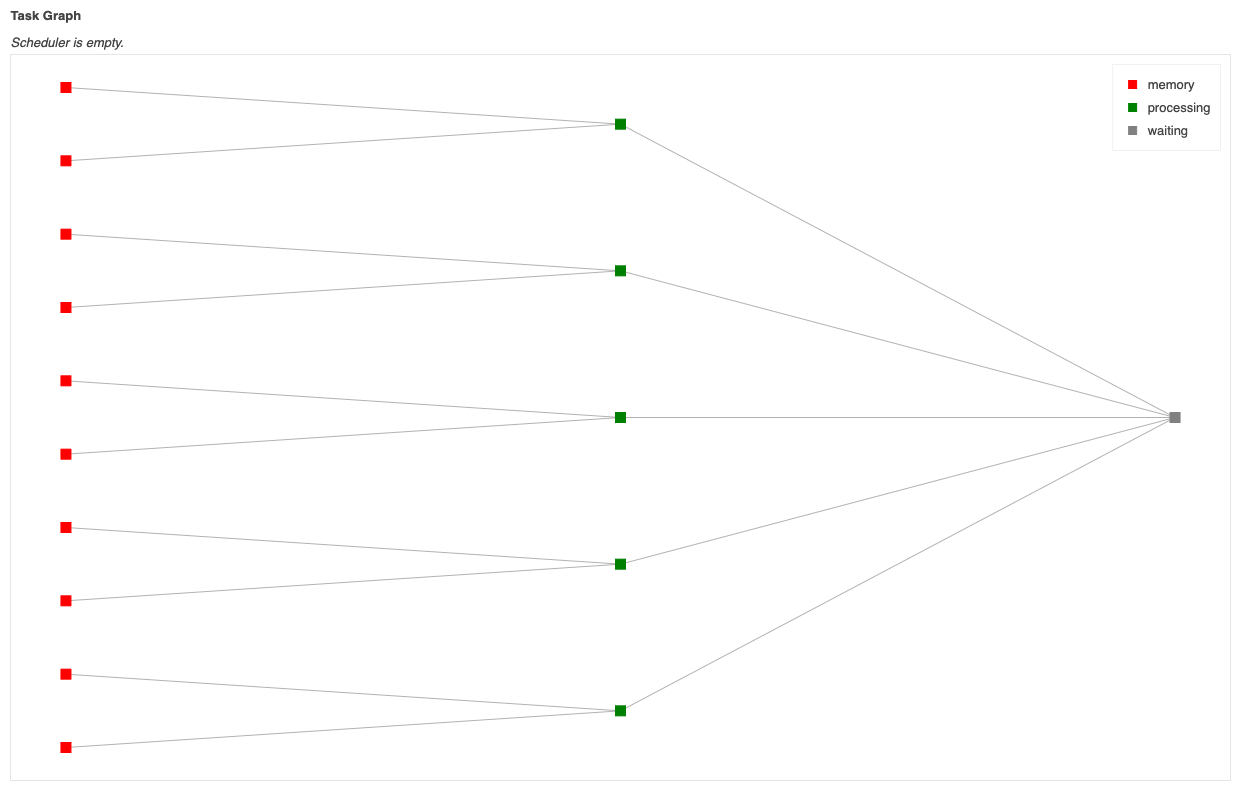 Task Graph
Scheduler is empty.
memory
processing
waiting